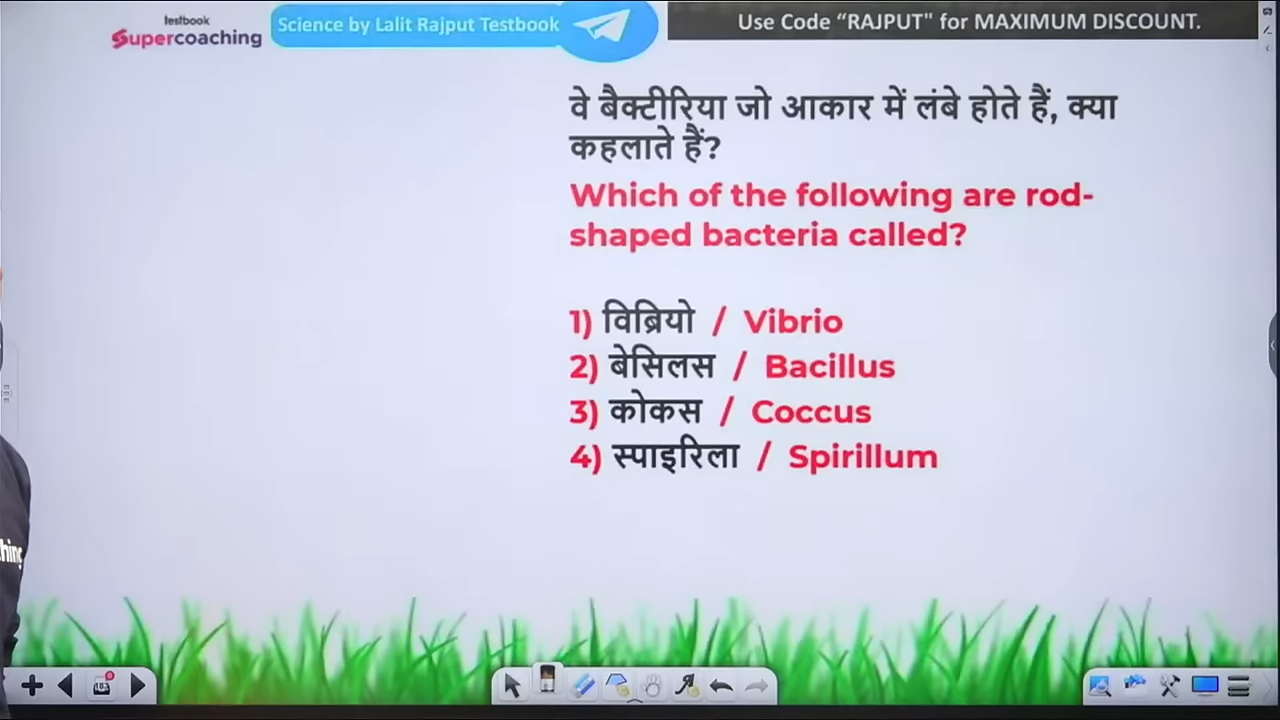 testbook
Supercoaching
Science by Lalit Rajput Testbook
Use Code “RAJPUT" for MAXIMUM DISCOUNT.
वे बैक्टीरिया जो आकार में लंबे होते हैं, क्या
कहलाते हैं?
Which of the following are rod-
shaped bacteria called?
1) विब्रियो / Vibrio
2) बेसिलस / Bacillus
3) कोकस / Coccus
4) स्पाइरिला / Spirillum